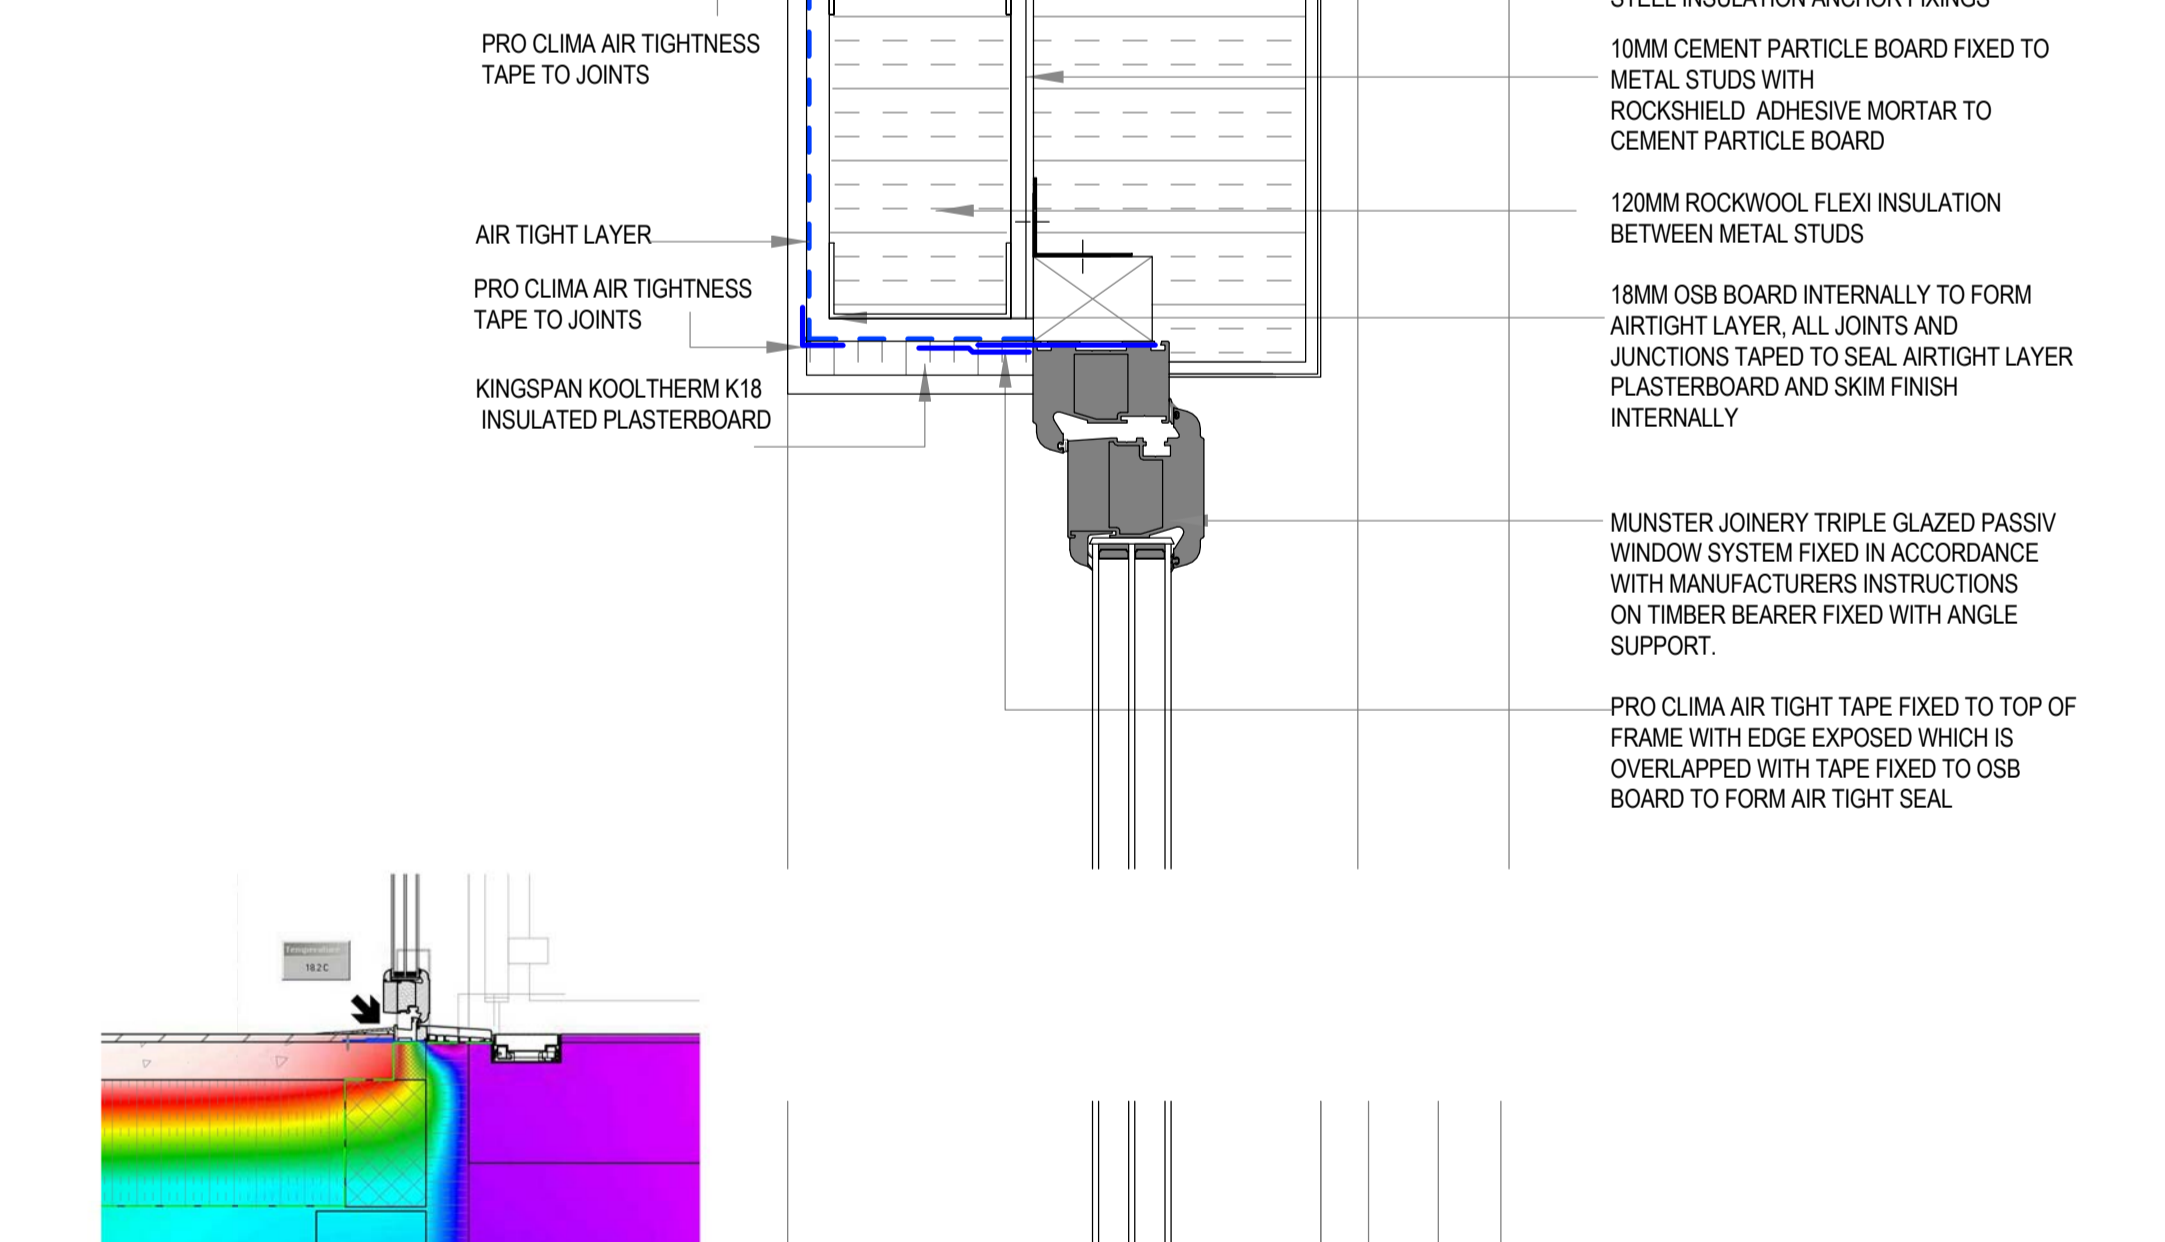 PRO CLIMA AIR TIGHTNESS
TAPE TO JOINTS
AIR TIGHT LAYER
PRO CLIMA AIR TIGHTNESS
TAPE TO JOINTS
KINGSPAN KOOLTHERM K18
INSULATED PLASTERBOARD
STEEL INSULATION ANCHOR FIXINGS
10MM CEMENT PARTICLE BOARD FIXED TO
METAL STUDS WITH
ROCKSHIELD ADHESIVE MORTAR TO
CEMENT PARTICLE BOARD
120MM ROCKWOOL FLEXI INSULATION
BETWEEN METAL STUDS
18MM OSB BOARD INTERNALLY TO FORM
AIRTIGHT LAYER, ALL JOINTS AND
JUNCTIONS TAPED TO SEAL AIRTIGHT LAYER
PLASTERBOARD AND SKIM FINISH
INTERNALLY
MUNSTER JOINERY TRIPLE GLAZED PASSIV
WINDOW SYSTEM FIXED IN ACCORDANCE
WITH MANUFACTURERS INSTRUCTIONS
ON TIMBER BEARER FIXED WITH ANGLE
SUPPORT.
PRO CLIMA AIR TIGHT TAPE FIXED TO TOP OF
FRAME WITH EDGE EXPOSED WHICH IS
OVERLAPPED WITH TAPE FIXED TO OSB
BOARD TO FORM AIR TIGHT SEAL
Temperature
18.2 C